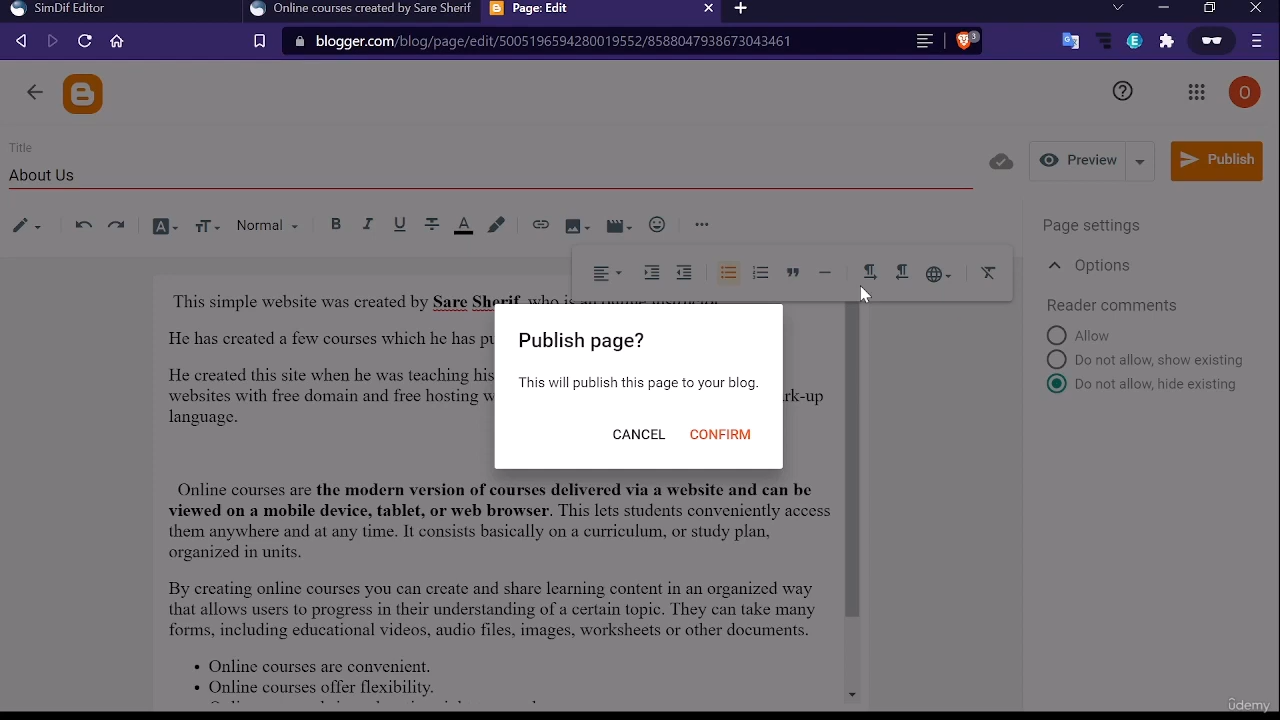 SimDif Editor
Online courses created by Sare Sherif
Page: Edit
blogger.com/blog/page/edit/5005196594280019552/8588047938673043461
3
E
O
Title
About Us
Preview
Publish
Normal
Page settings
Options
Reader comments
Allow
Do not allow, show existing
Do not allow, hide existing
This simple website was created by Sare Sherif, who is an online instructor
He has created a few courses which he has pu
He created this site when he was teaching his
websites with free domain and free hosting w
rk-up
language.
Publish page?
This will publish this page to your blog.
CANCEL
CONFIRM
Online courses are the modern version of courses delivered via a website and can be
viewed on a mobile device, tablet, or web browser. This lets students conveniently access
them anywhere and at any time. It consists basically on a curriculum, or study plan,
organized in units.
By creating online courses you can create and share learning content in an organized way
that allows users to progress in their understanding of a certain topic. They can take many
forms, including educational videos, audio files, images, worksheets or other documents.
• Online courses are convenient.
• Online courses offer flexibility.
udemy